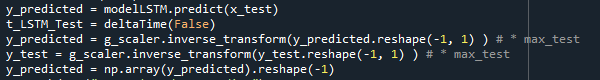 y_predicted = modelLSTM.predict(x_test)
t_LSTM_Test = deltaTime(False)
y_predicted = g_scaler.inverse_transform(y_predicted.reshape(-1, 1) ) # * max_test
y_test = g_scaler.inverse_transform(y_test.reshape(-1, 1) ) # * max_test
y_predicted = np.array(y_predicted).reshape(-1)